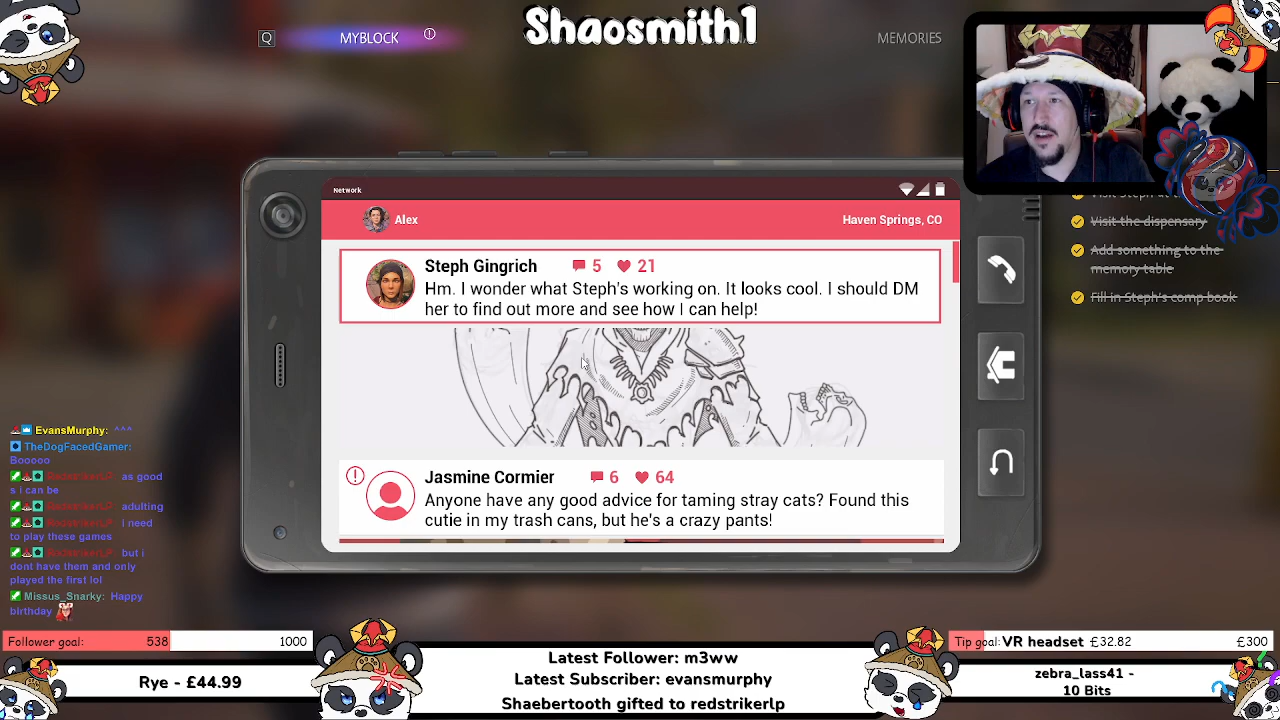 Shaosmith1
Q
MYBLOCK
MEMORIES
Network
Alex
Haven Springs, CO
Steph Gingrich 5 21
Hm. I wonder what Steph's working on. It looks cool. I should DM
her to find out more and see how I can help!
Jasmine Cormier 6 64
Anyone have any good advice for taming stray cats? Found this
cutie in my trash cans, but he's a crazy pants!
Visit the dispensary
Add something to the
memory table
Fill in Steph's comp book
EvansMurphy: ^^^
TheDogFacedGamer:
Booooo
as good
s i can be
adulting
i need
to play these games
but i
dont have them and only
played the first lol
Missus_Snarky: Happy
birthday
Follower goal: 538 1000
Tip goal: VR headset £32.82 £300
Rye - £44.99
Latest Follower: m3ww
Latest Subscriber: evansmurphy
Shaebertooth gifted to redstrikerlp
zebra_lass41 -
10 Bits